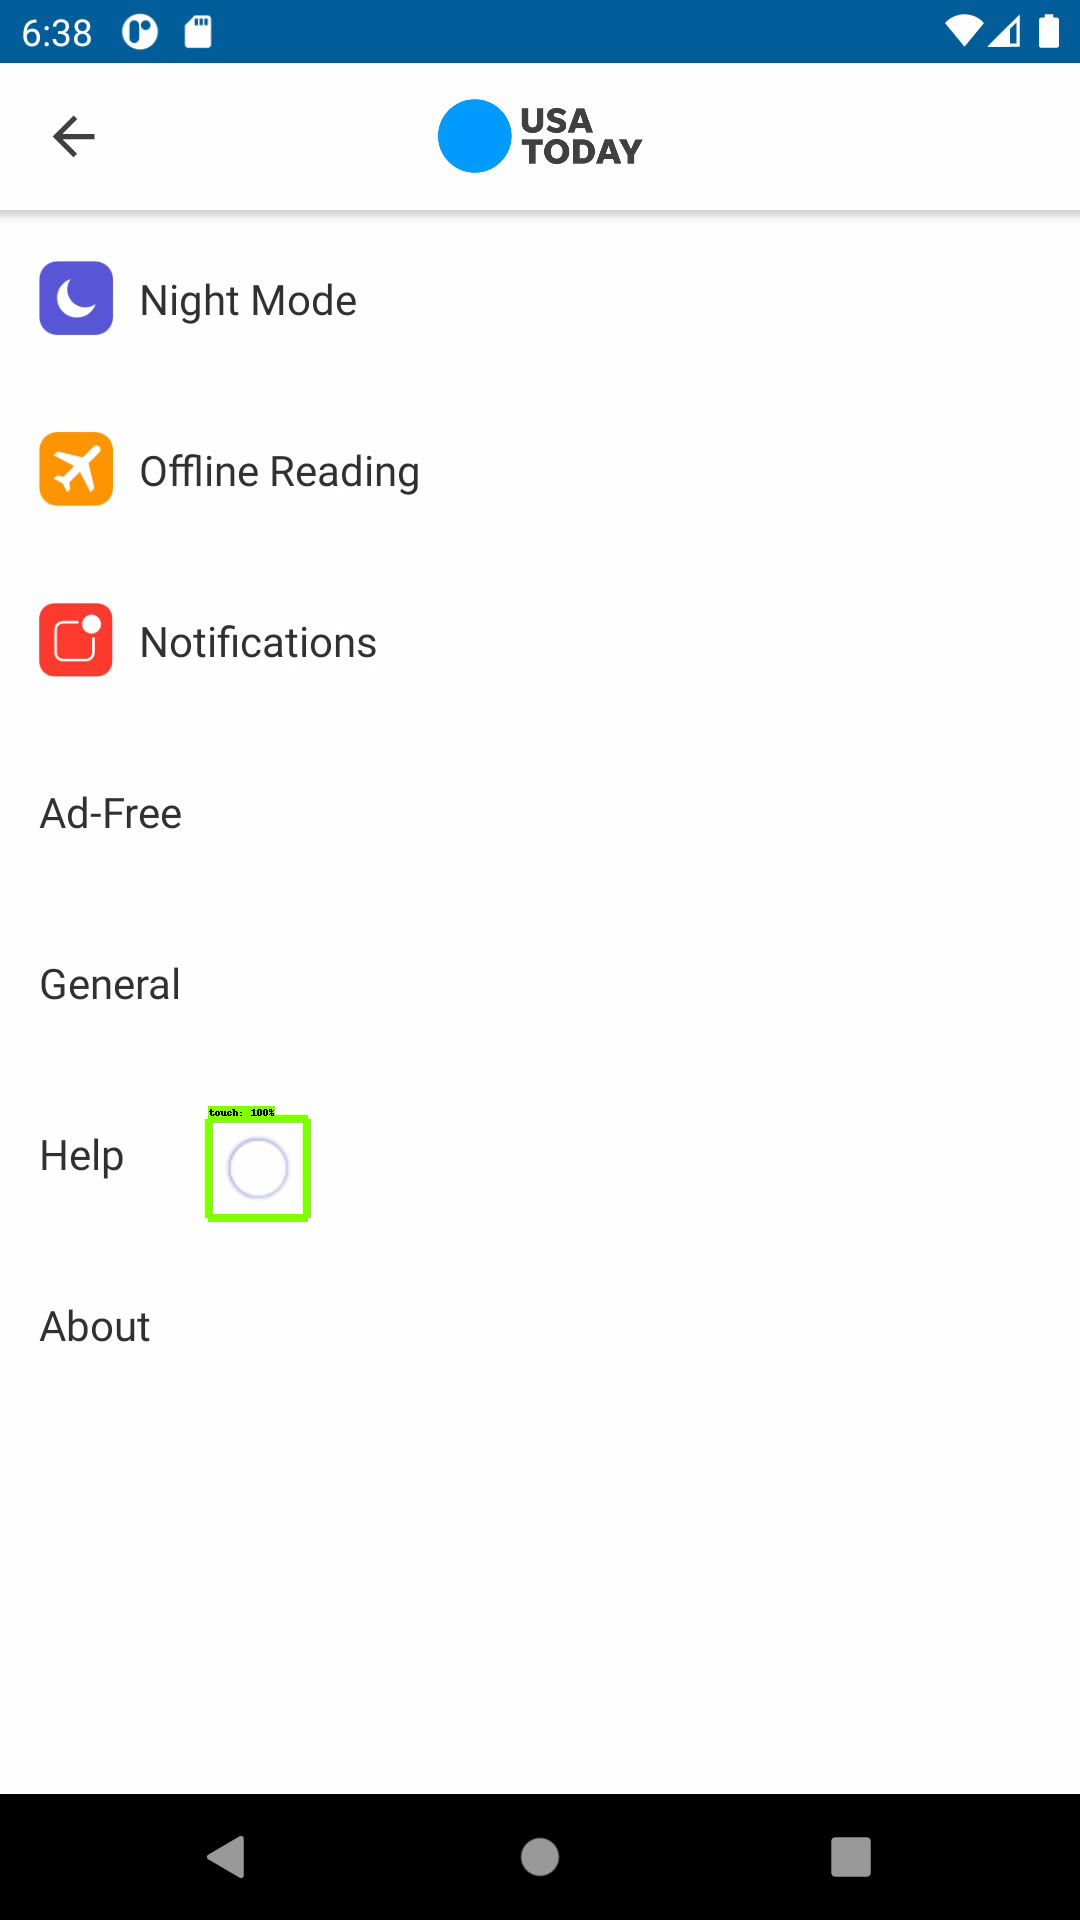 6:38
USA
TODAY
Night Mode
Offline Reading
Notifications
Ad-Free
General
touch: 100%
Help
About